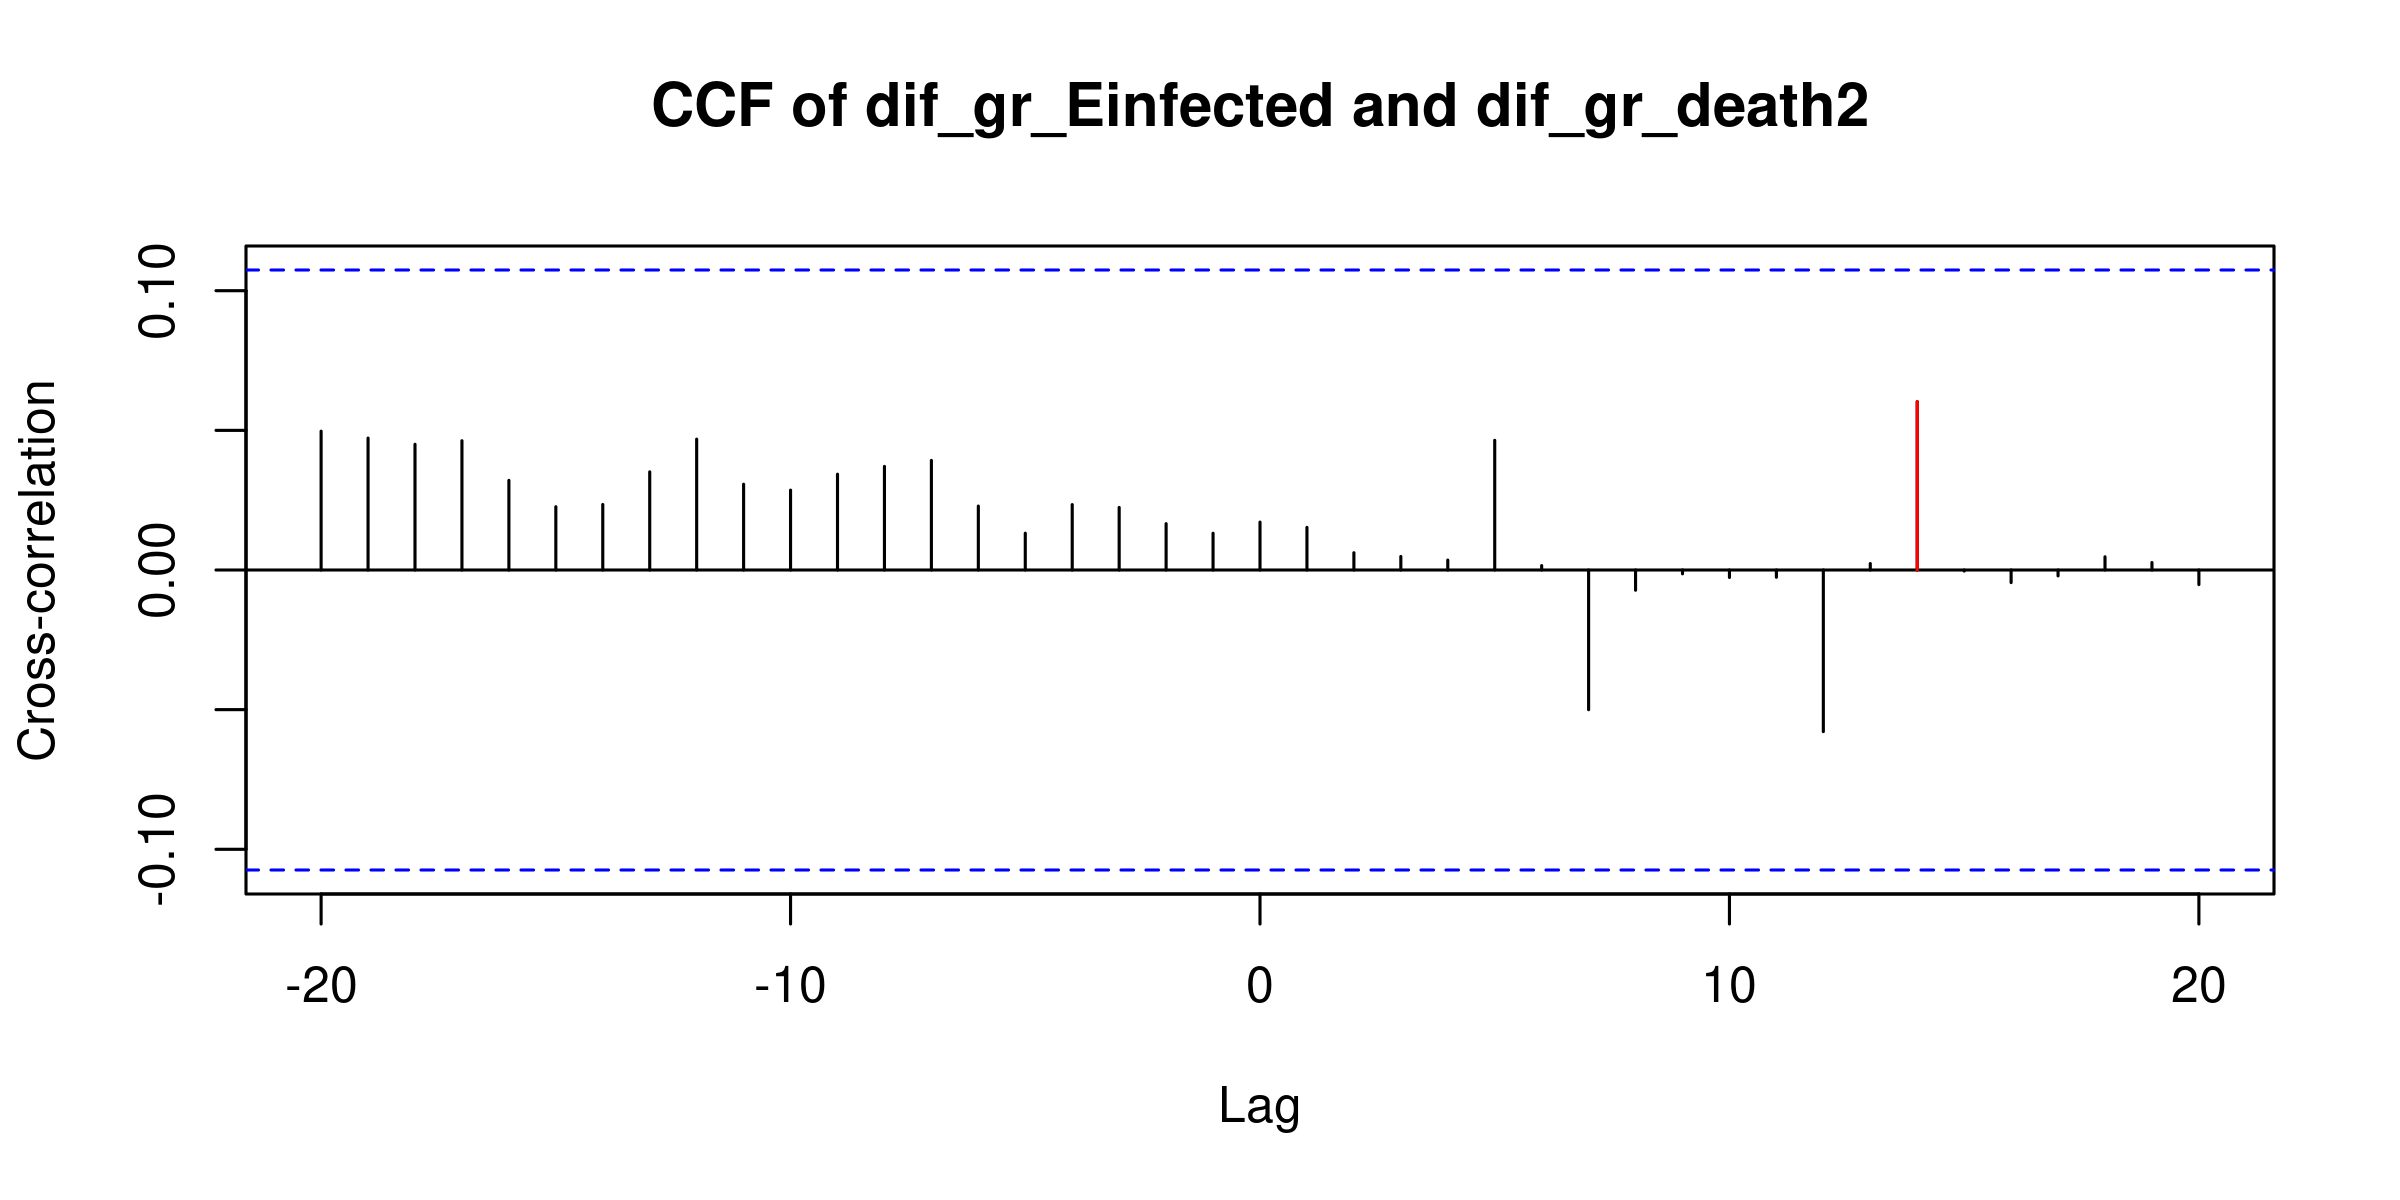 CCF of dif_gr_Einfected and dif_gr_death2
Cross-correlation
0.10
0.00
-0.10
-20 -10 0 10 20
Lag